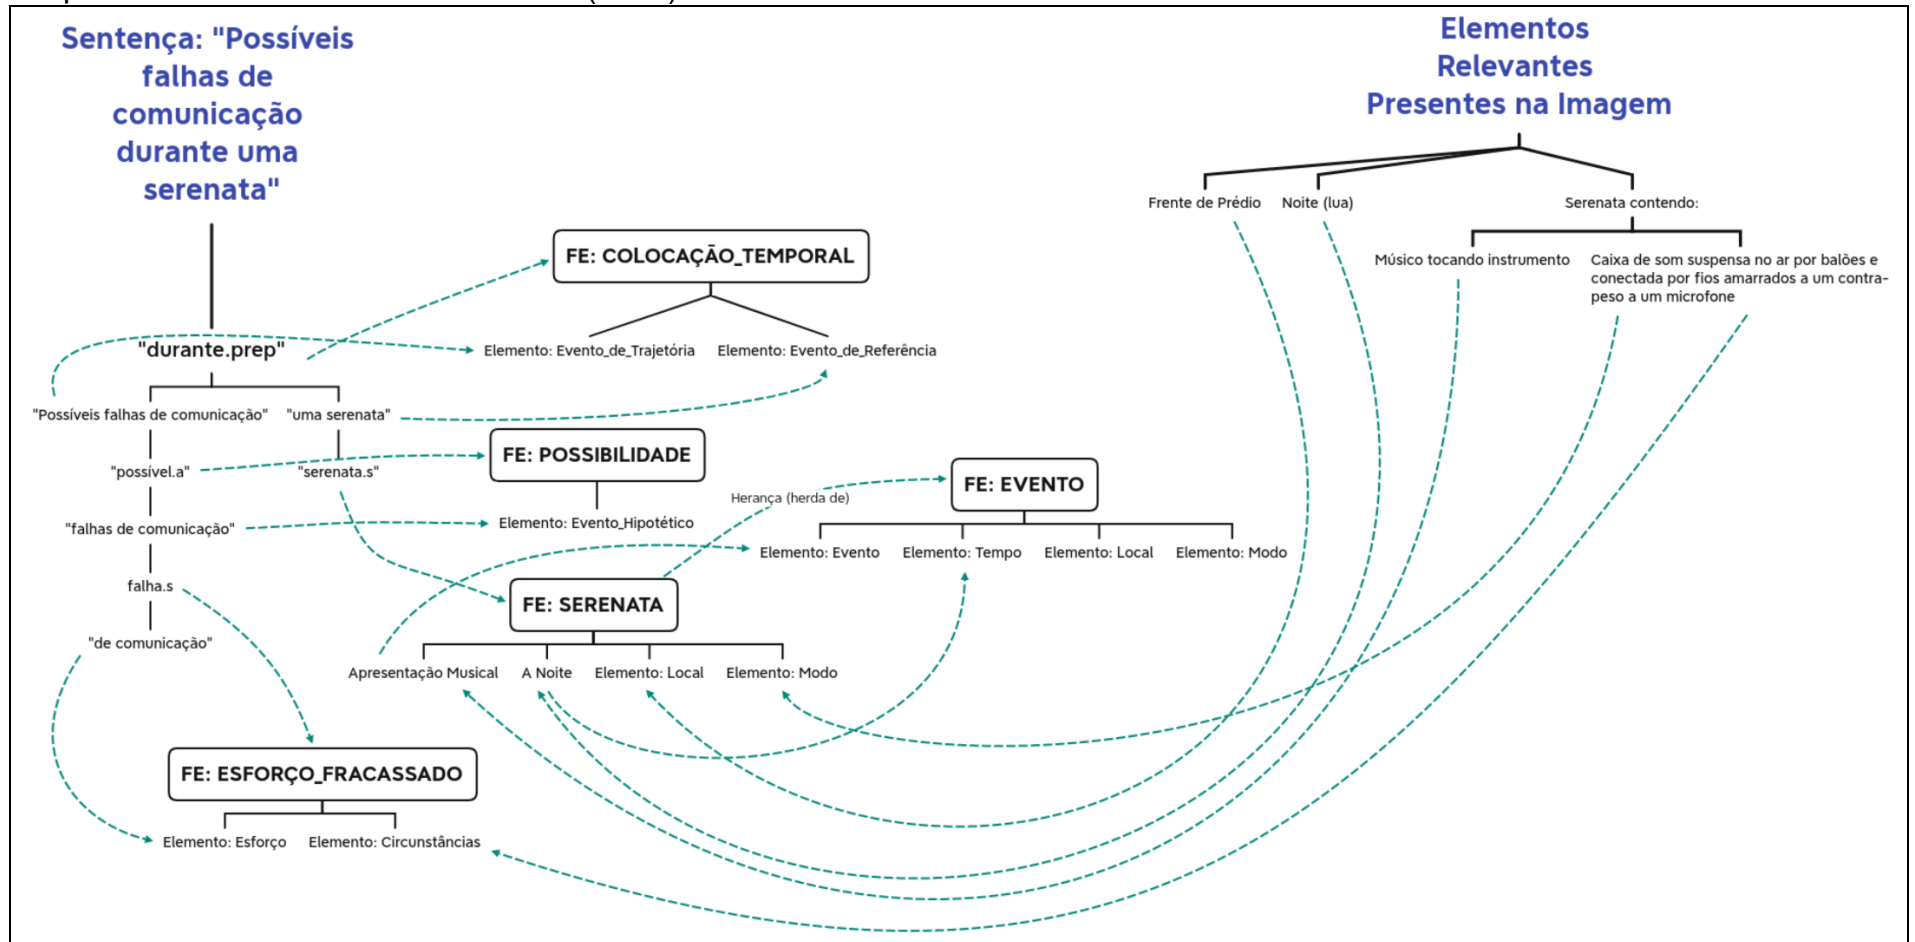 Sentença: "Possíveis
falhas de
comunicação
durante uma
serenata"
"durante.prep"
"Possíveis falhas de comunicação"
"uma serenata"
"possível.a"
"serenata.s"
"falhas de comunicação"
falha.s
"de comunicação"
FE: COLOCAÇÃO_TEMPORAL
Elemento: Evento_de_Trajetória
Elemento: Evento_de_Referência
FE: POSSIBILIDADE
Elemento: Evento_Hipotético
Herança (herda de)
FE: EVENTO
Elemento: Evento
Elemento: Tempo
Elemento: Local
Elemento: Modo
FE: SERENATA
Apresentação Musical
A Noite
Elemento: Local
Elemento: Modo
FE: ESFORÇO_FRACASSADO
Elemento: Esforço
Elemento: Circunstâncias
Elementos
Relevantes
Presentes na Imagem
Frente de Prédio
Noite (lua)
Serenata contendo:
Músico tocando instrumento
Caixa de som suspensa no ar por balões e
conectada por fios amarrados a um contra-
peso a um microfone